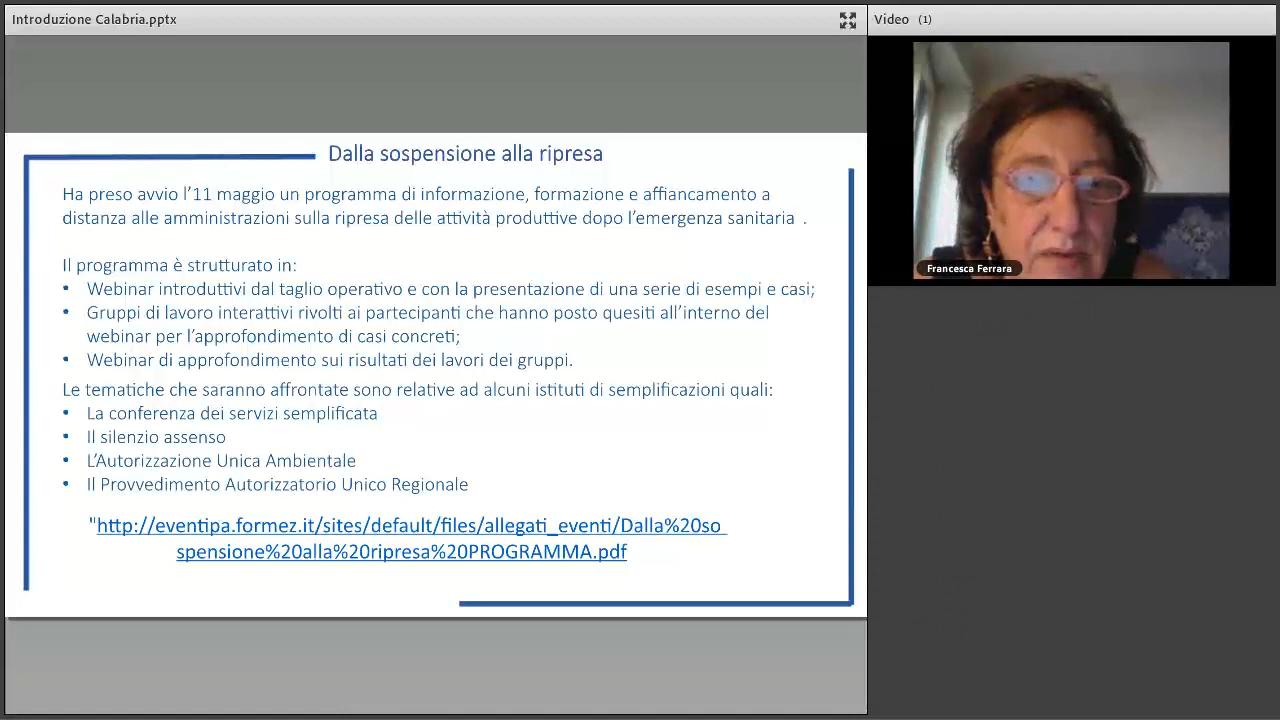 Introduzione Calabria.pptx
Video (1)
Dalla sospensione alla ripresa
Ha preso avvio l'11 maggio un programma di informazione, formazione e affiancamento a
distanza alle amministrazioni sulla ripresa delle attività produttive dopo l'emergenza sanitaria .
Il programma è strutturato in:
• Webinar introduttivi dal taglio operativo e con la presentazione di una serie di esempi e casi;
• Gruppi di lavoro interattivi rivolti ai partecipanti che hanno posto quesiti all'interno del
webinar per l'approfondimento di casi concreti;
• Webinar di approfondimento sui risultati dei lavori dei gruppi.
Le tematiche che saranno affrontate sono relative ad alcuni istituti di semplificazioni quali:
• La conferenza dei servizi semplificata
• Il silenzio assenso
• L'Autorizzazione Unica Ambientale
• Il Provvedimento Autorizzatorio Unico Regionale
"http://eventipa.formez.it/sites/default/files/allegati_eventi/Dalla%20so
spensione%20alla%20ripresa%20PROGRAMMA.pdf
Francesca Ferrara